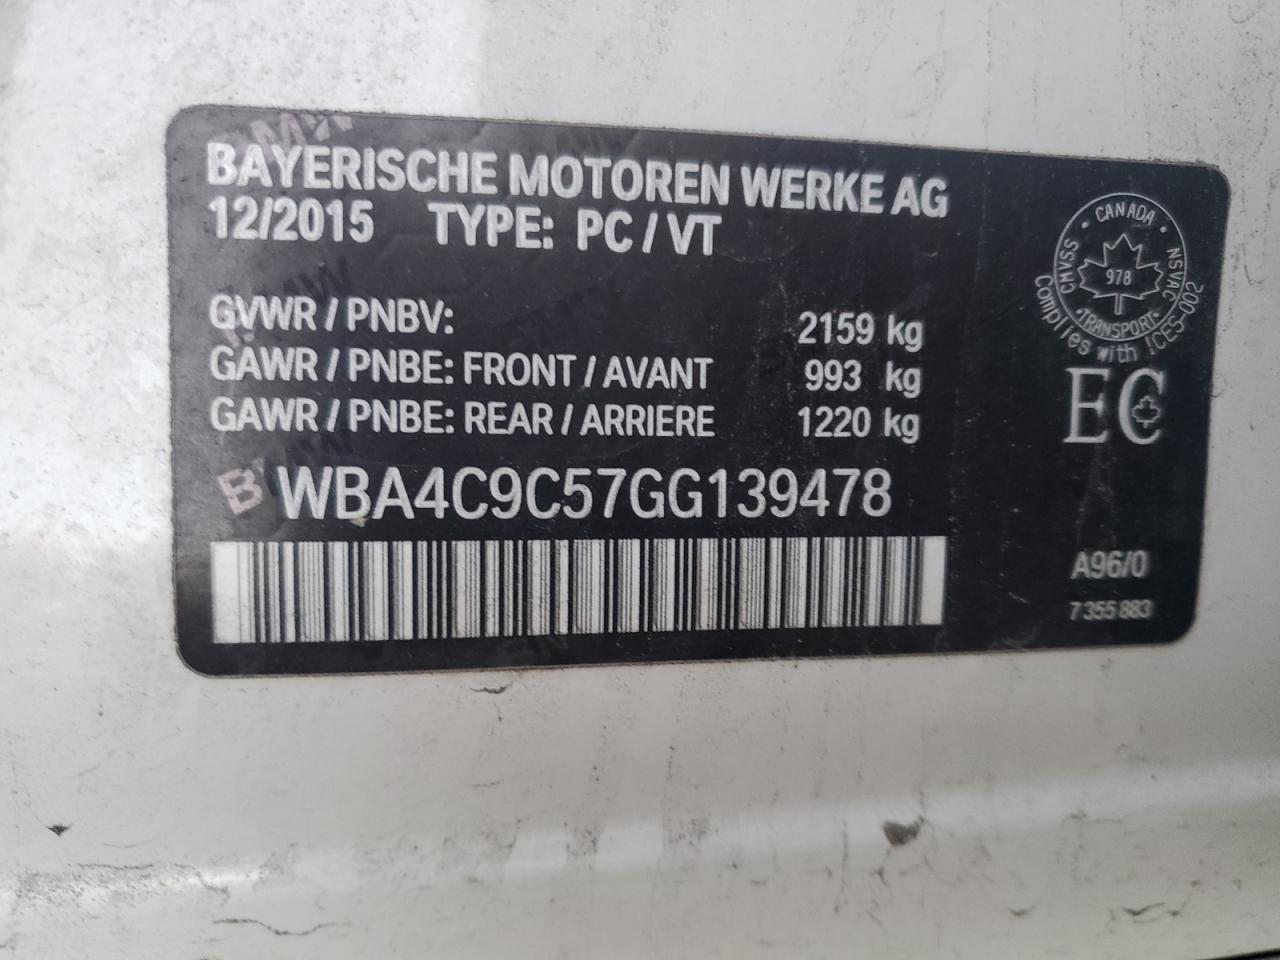 BAYERISCHE MOTOREN WERKE AG
12/2015 TYPE: PC / VT
GVWR / PNBV: 2159 kg
GAWR / PNBE: FRONT / AVANT 993 kg
GAWR / PNBE: REAR / ARRIERE 1220 kg
WBA4C9C57GG139478
CANADA
CMVSS
NSVAC
978
TRANSPORT
Complies with ICES-002
EC
A96/0
7 355 883
BMW